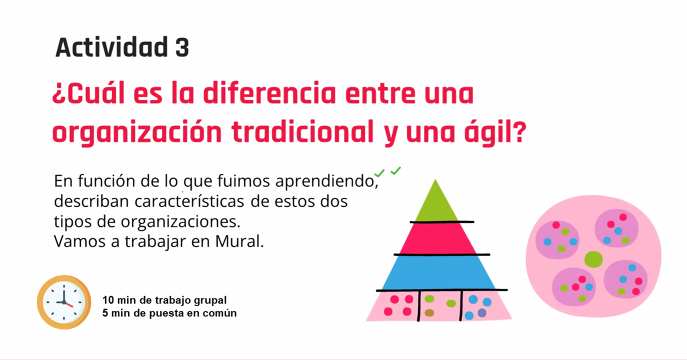 Actividad 3
¿Cuál es la diferencia entre una
organización tradicional y una ágil?
En función de lo que fuimos aprendiendo,
describan características de estos dos
tipos de organizaciones.
Vamos a trabajar en Mural.
10 min de trabajo grupal
5 min de puesta en común